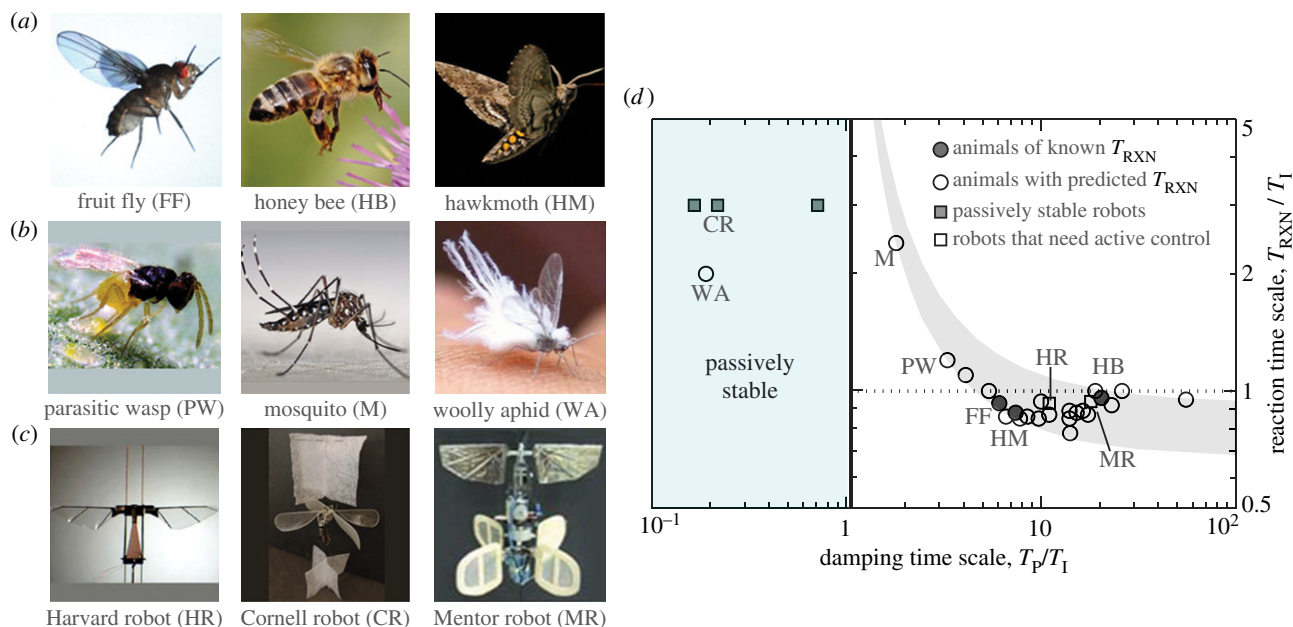 (a)
fruit fly (FF)
honey bee (HB)
hawkmoth (HM)
(b)
parasitic wasp (PW)
mosquito (M)
woolly aphid (WA)
(c)
Harvard robot (HR)
Cornell robot (CR)
Mentor robot (MR)
(d)
animals of known T_RXN
animals with predicted T_RXN
passively stable robots
robots that need active control
CR
WA
passively
stable
M
PW
HR
HB
FF
HM
MR
5
2
1
0.5
reaction time scale, T_RXN / T_I
10⁻¹
1
10
10²
damping time scale, T_P/T_I